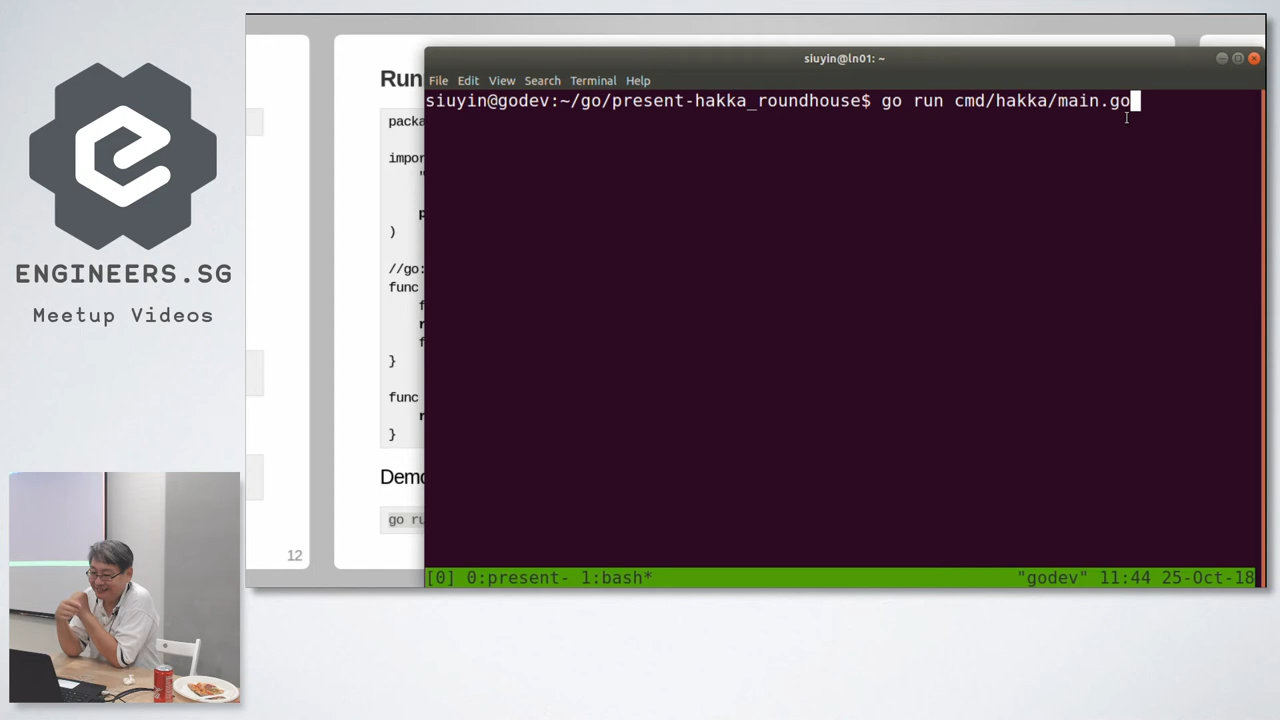 ENGINEERS.SG
Meetup Videos
siuyin@ln01: ~
File Edit View Search Terminal Help
siuyin@godev:~/go/present-hakka_roundhouse$ go run cmd/hakka/main.go
Run
packa
impor
"
p
)
//go:
func
f
r
f
}
func
r
}
Demo
go ru
12
[0] 0:present- 1:bash*
"godev" 11:44 25-Oct-18